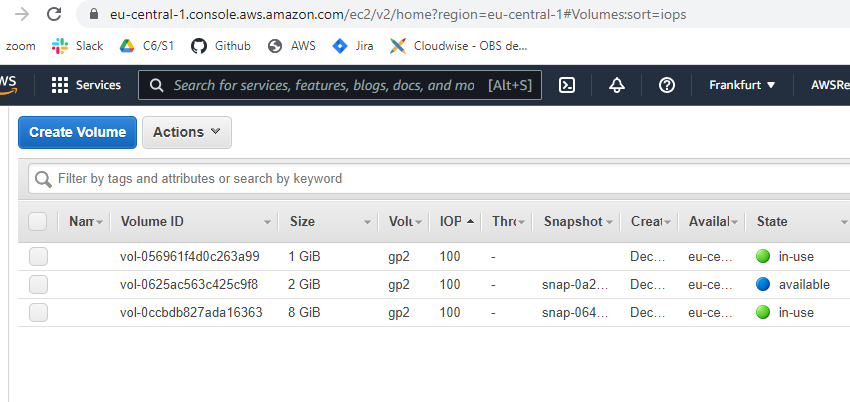 eu-central-1.console.aws.amazon.com/ec2/v2/home?region=eu-central-1#Volumes:sort=iops
zoom Slack C6/S1 Github AWS Jira Cloudwise - OBS de...
WS Services Search for services, features, blogs, docs, and mo [Alt+S] Frankfurt AWSRe
Create Volume Actions
Filter by tags and attributes or search by keyword
Nam Volume ID Size Volu IOP Thro Snapshot Creat Availal State
vol-056961f4d0c263a99 1 GiB gp2 100 - Dec... eu-ce... in-use
vol-0625ac563c425c9f8 2 GiB gp2 100 - snap-0a2... Dec... eu-ce... available
vol-0ccbdb827ada16363 8 GiB gp2 100 - snap-064... Dec... eu-ce... in-use